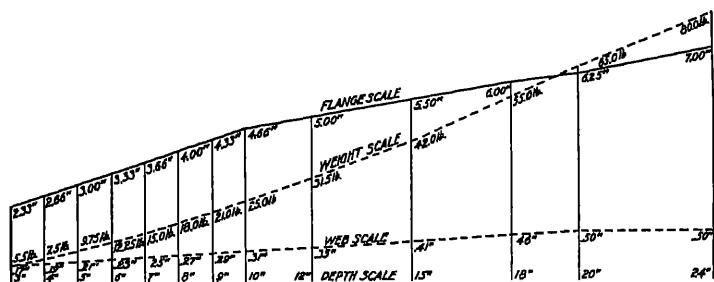 FLANGE SCALE
2.33" 2.66" 3.00" 3.33" 3.66" 4.00" 4.33" 4.66" 5.00" 5.50" 6.00" 6.25" 7.00"
WEIGHT SCALE
5.5 lb. 7.5 lb. 9.75 lb. 12.25 lb. 15.0 lb. 18.0 lb. 21.0 lb. 25.0 lb. 31.5 lb. 42.0 lb. 55.0 lb. 65.0 lb. 80.0 lb.
WEB SCALE
.21" .23" .25" .27" .29" .31" .35" .41" .46" .50" .50"
DEPTH SCALE
3" 4" 5" 6" 7" 8" 9" 10" 12" 15" 18" 20" 24"